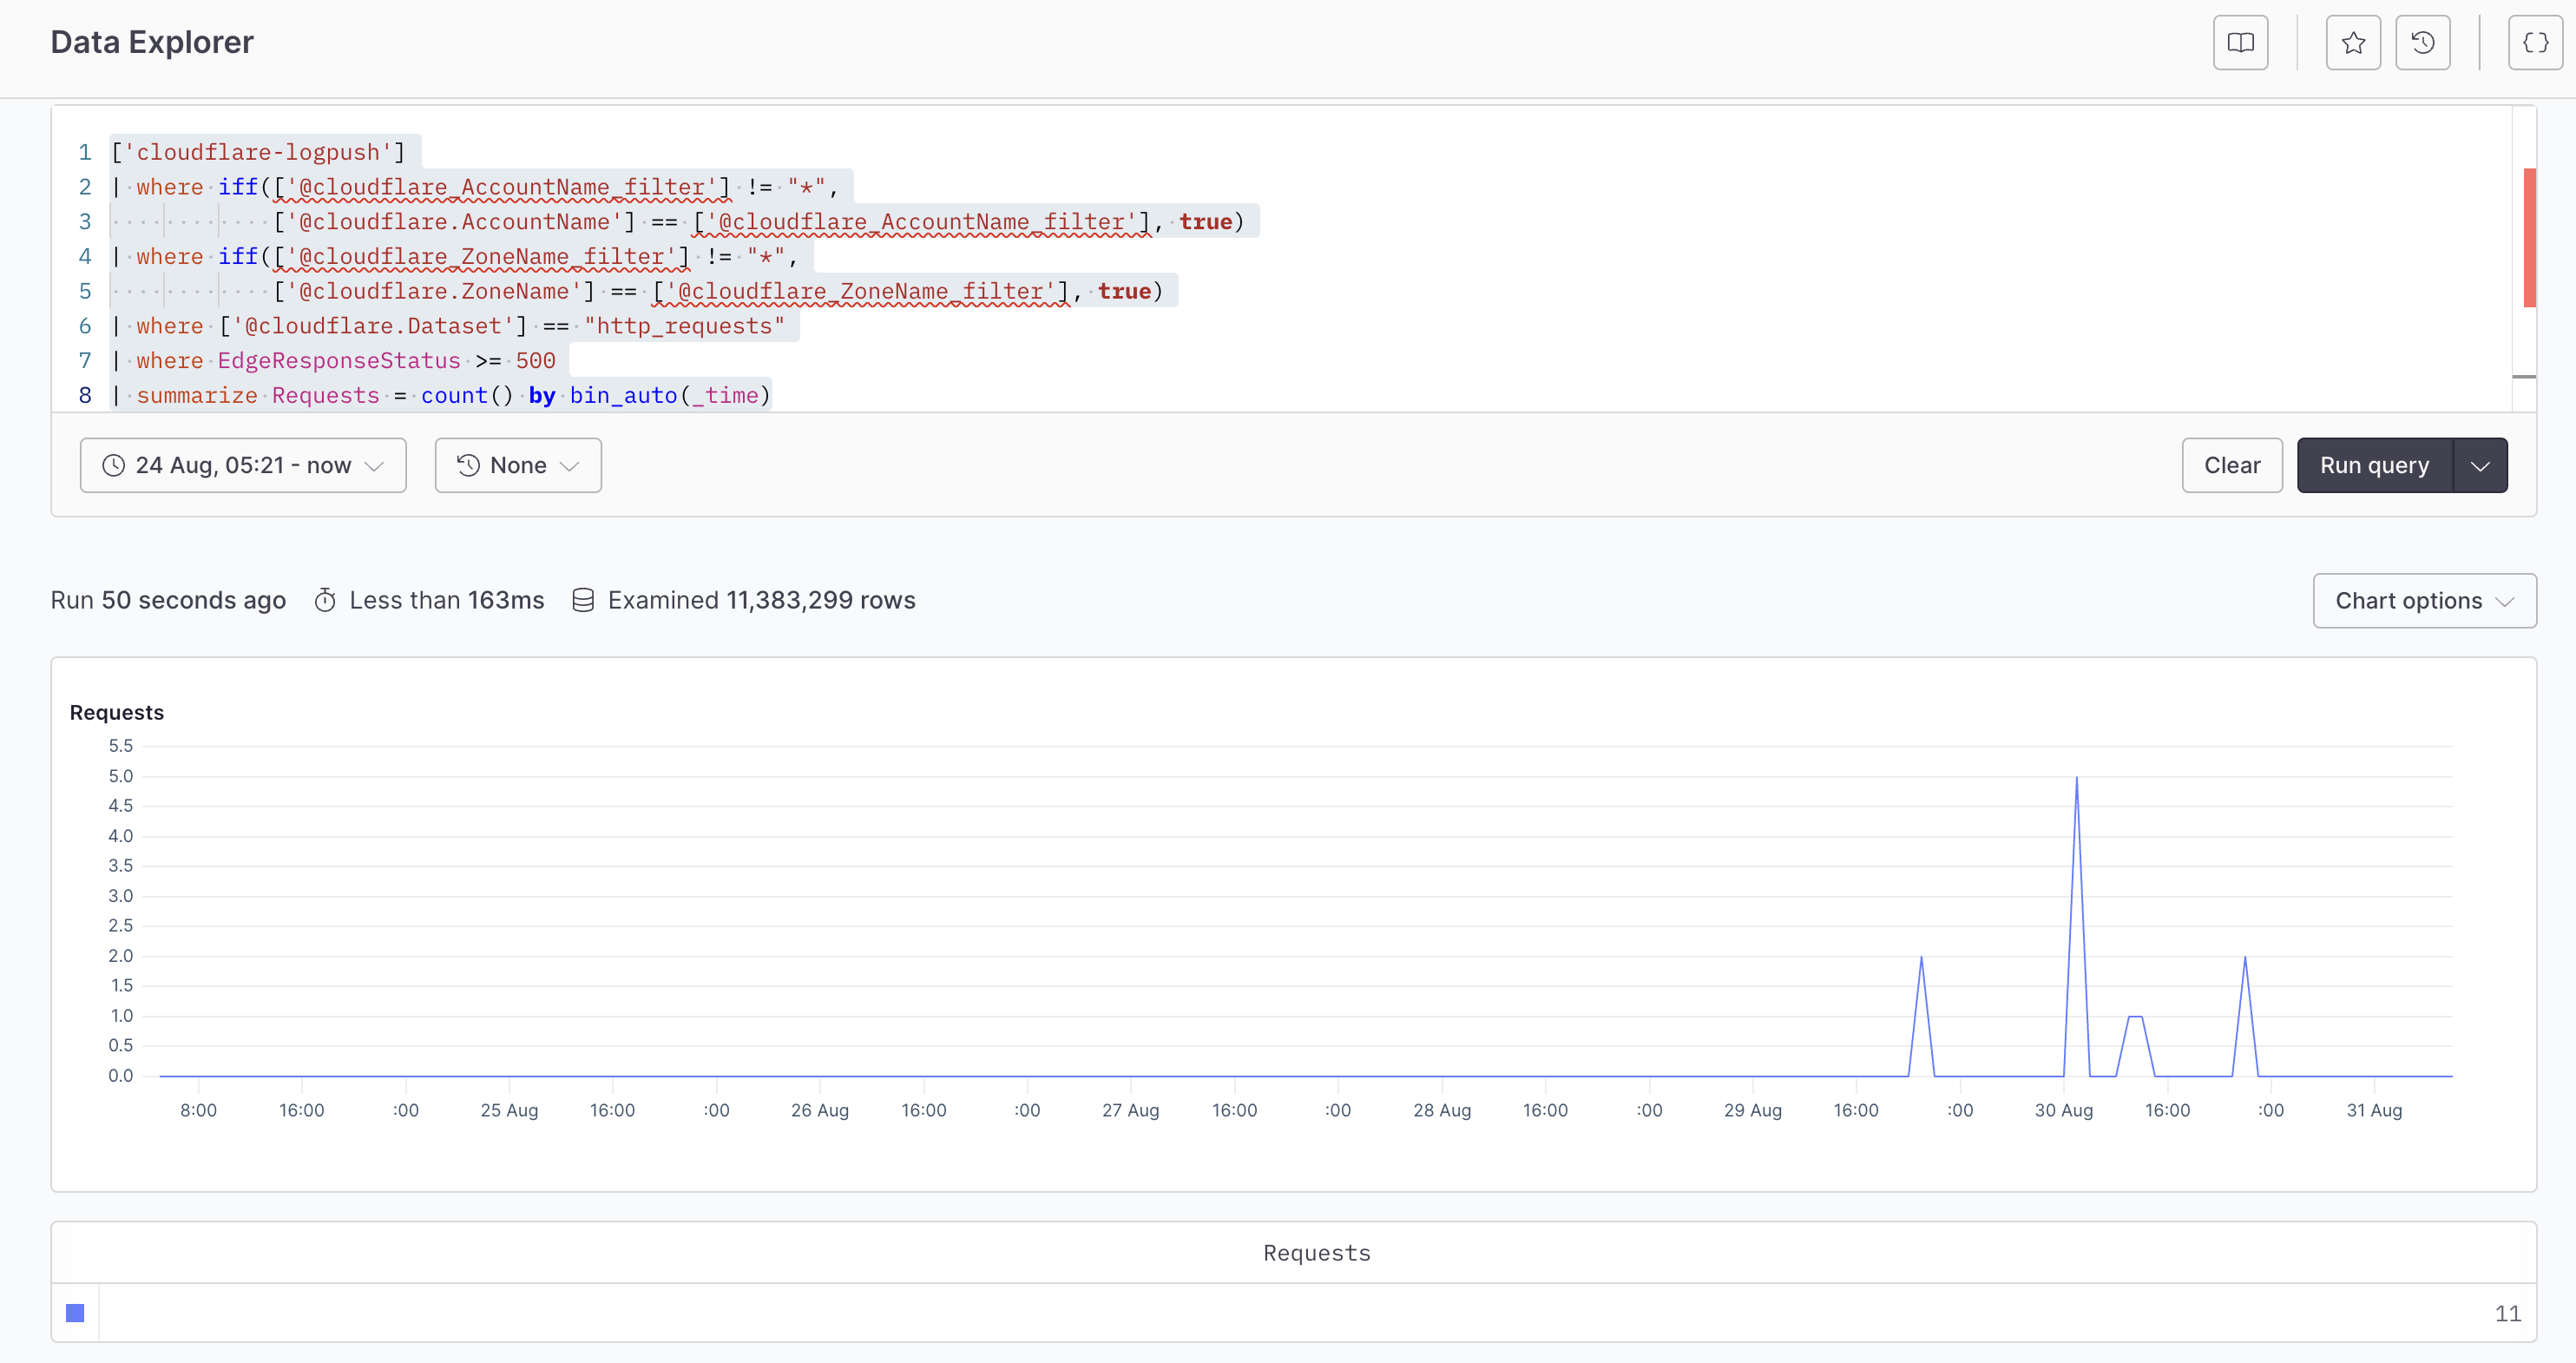 Data Explorer
1 ['cloudflare-logpush']
2 | where iff(['@cloudflare_AccountName_filter'] != "*",
3 ['@cloudflare.AccountName'] == ['@cloudflare_AccountName_filter'], true)
4 | where iff(['@cloudflare_ZoneName_filter'] != "*",
5 ['@cloudflare.ZoneName'] == ['@cloudflare_ZoneName_filter'], true)
6 | where ['@cloudflare.Dataset'] == "http_requests"
7 | where EdgeResponseStatus >= 500
8 | summarize Requests = count() by bin_auto(_time)
24 Aug, 05:21 - now None Clear Run query
Run 50 seconds ago Less than 163ms Examined 11,383,299 rows Chart options
Requests
5.5
5.0
4.5
4.0
3.5
3.0
2.5
2.0
1.5
1.0
0.5
0.0
8:00 16:00 :00 25 Aug 16:00 :00 26 Aug 16:00 :00 27 Aug 16:00 :00 28 Aug 16:00 :00 29 Aug 16:00 :00 30 Aug 16:00 :00 31 Aug
Requests
11